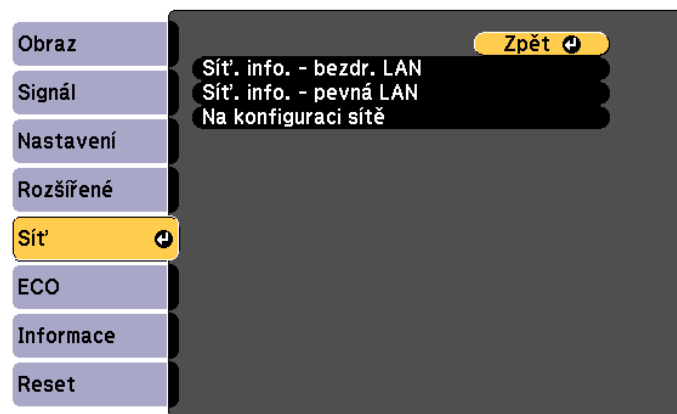 Obraz
Signál
Nastavení
Rozšířené
Síť
ECO
Informace
Reset
Zpět
Síť. info. - bezdr. LAN
Síť. info. - pevná LAN
Na konfiguraci sítě